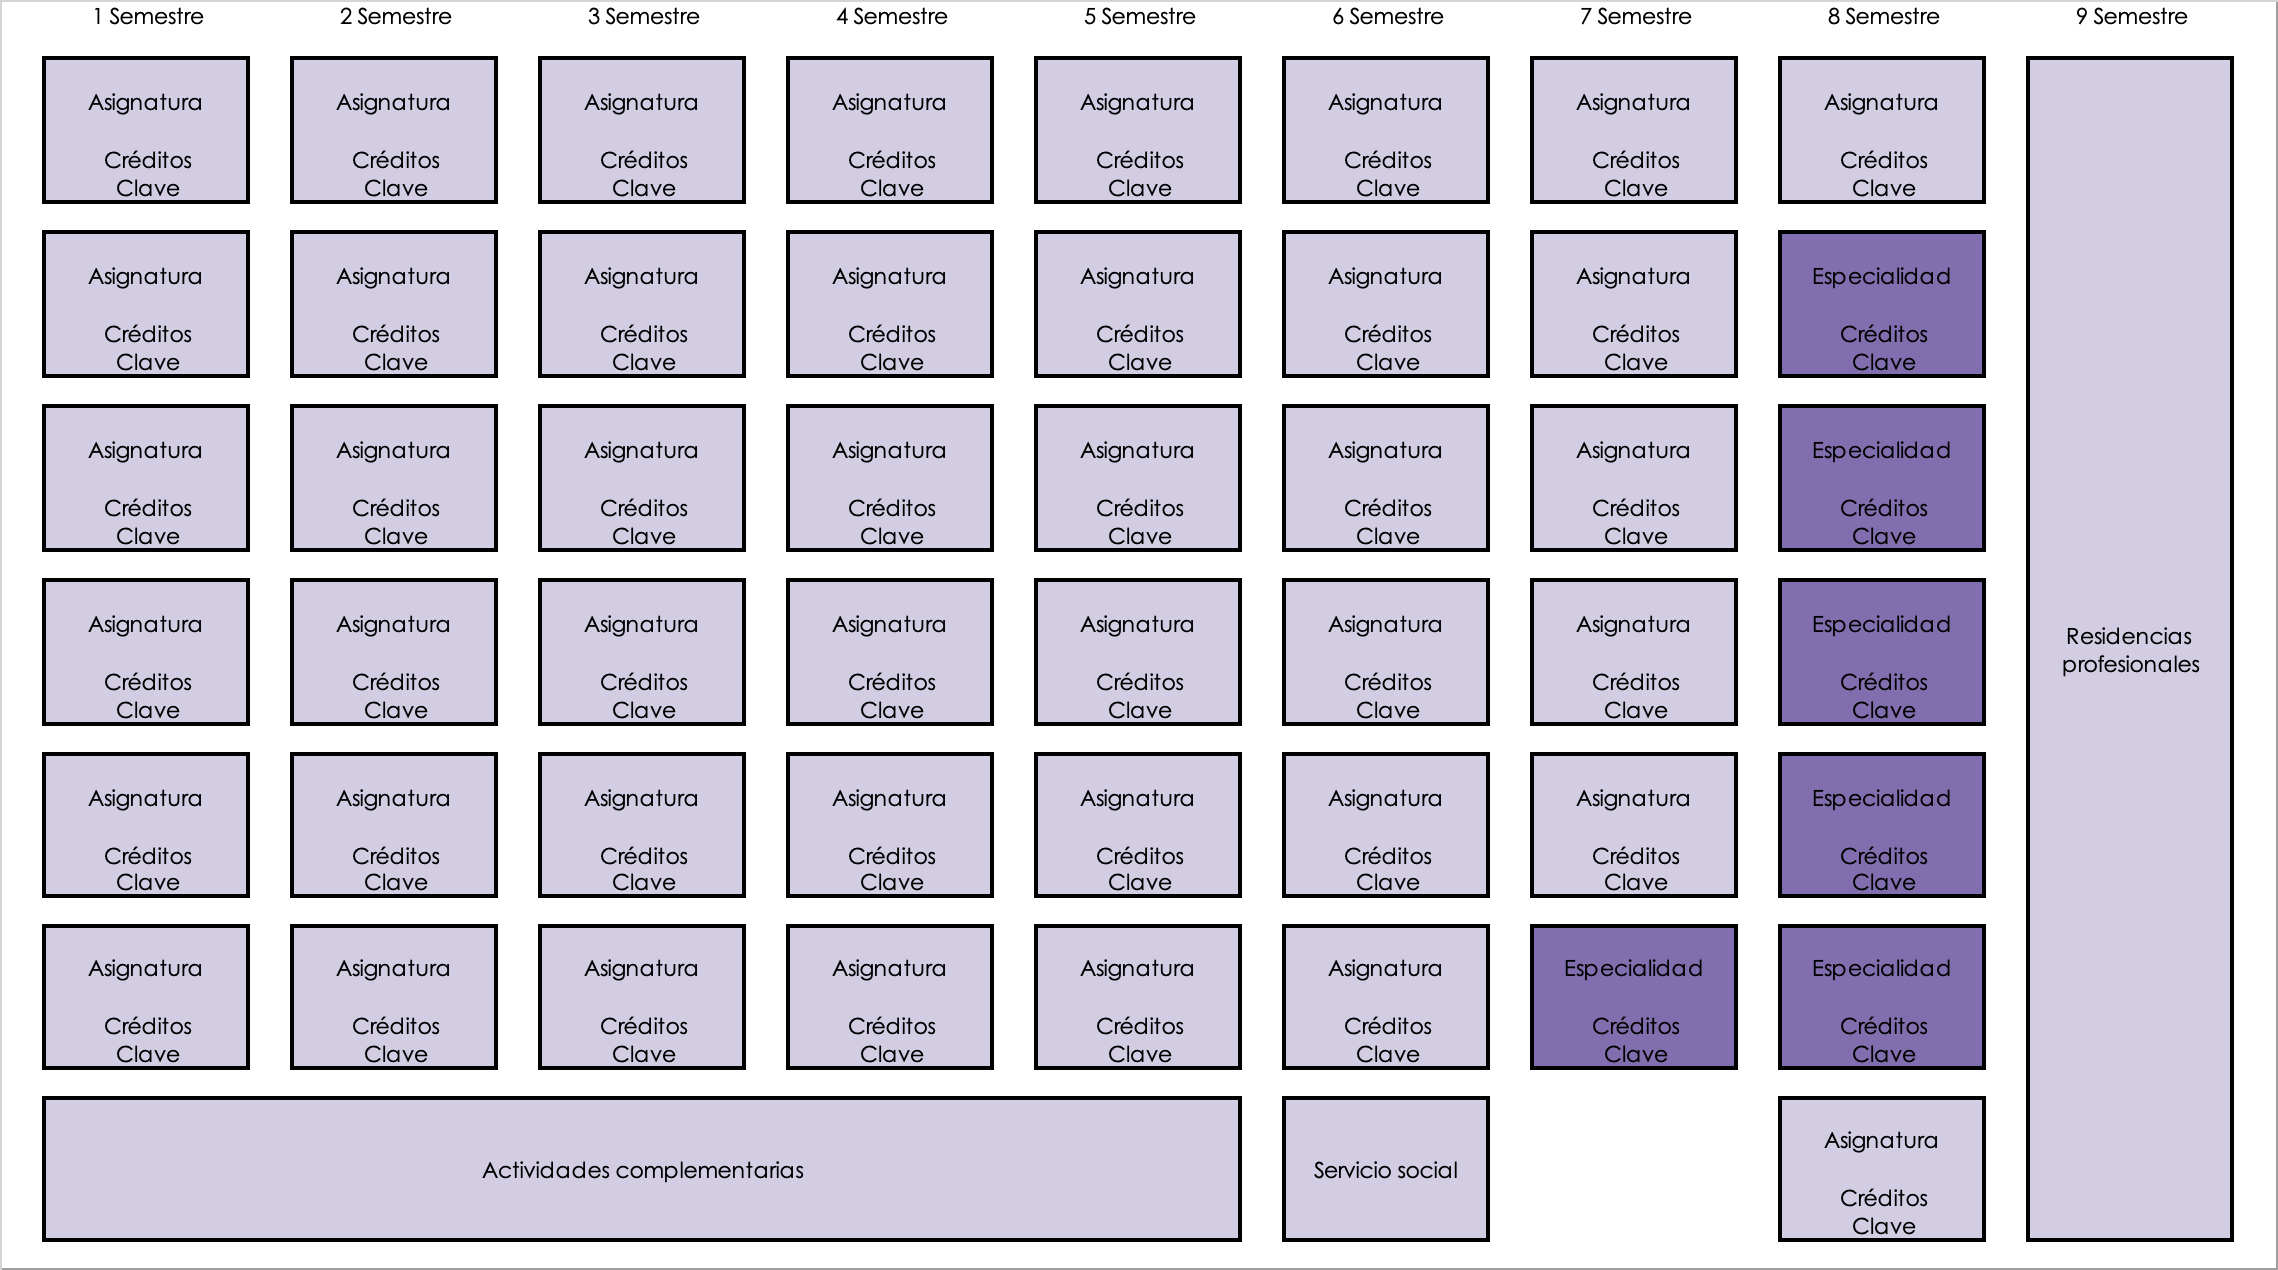 1 Semestre 2 Semestre 3 Semestre 4 Semestre 5 Semestre 6 Semestre 7 Semestre 8 Semestre 9 Semestre
Asignatura Asignatura Asignatura Asignatura Asignatura Asignatura Asignatura Asignatura
Créditos Créditos Créditos Créditos Créditos Créditos Créditos Créditos
Clave Clave Clave Clave Clave Clave Clave Clave
Asignatura Asignatura Asignatura Asignatura Asignatura Asignatura Asignatura Especialidad
Créditos Créditos Créditos Créditos Créditos Créditos Créditos Créditos
Clave Clave Clave Clave Clave Clave Clave Clave
Asignatura Asignatura Asignatura Asignatura Asignatura Asignatura Asignatura Especialidad
Créditos Créditos Créditos Créditos Créditos Créditos Créditos Créditos
Clave Clave Clave Clave Clave Clave Clave Clave
Asignatura Asignatura Asignatura Asignatura Asignatura Asignatura Asignatura Especialidad
Créditos Créditos Créditos Créditos Créditos Créditos Créditos Créditos
Clave Clave Clave Clave Clave Clave Clave Clave
Asignatura Asignatura Asignatura Asignatura Asignatura Asignatura Asignatura Especialidad
Créditos Créditos Créditos Créditos Créditos Créditos Créditos Créditos
Clave Clave Clave Clave Clave Clave Clave Clave
Asignatura Asignatura Asignatura Asignatura Asignatura Asignatura Especialidad Especialidad
Créditos Créditos Créditos Créditos Créditos Créditos Créditos Créditos
Clave Clave Clave Clave Clave Clave Clave Clave
Actividades complementarias
Servicio social
Asignatura
Créditos
Clave
Residencias
profesionales